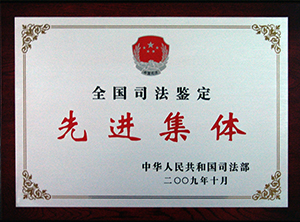 全国司法鉴定
先进集体
中华人民共和国司法部
二〇〇九年十月